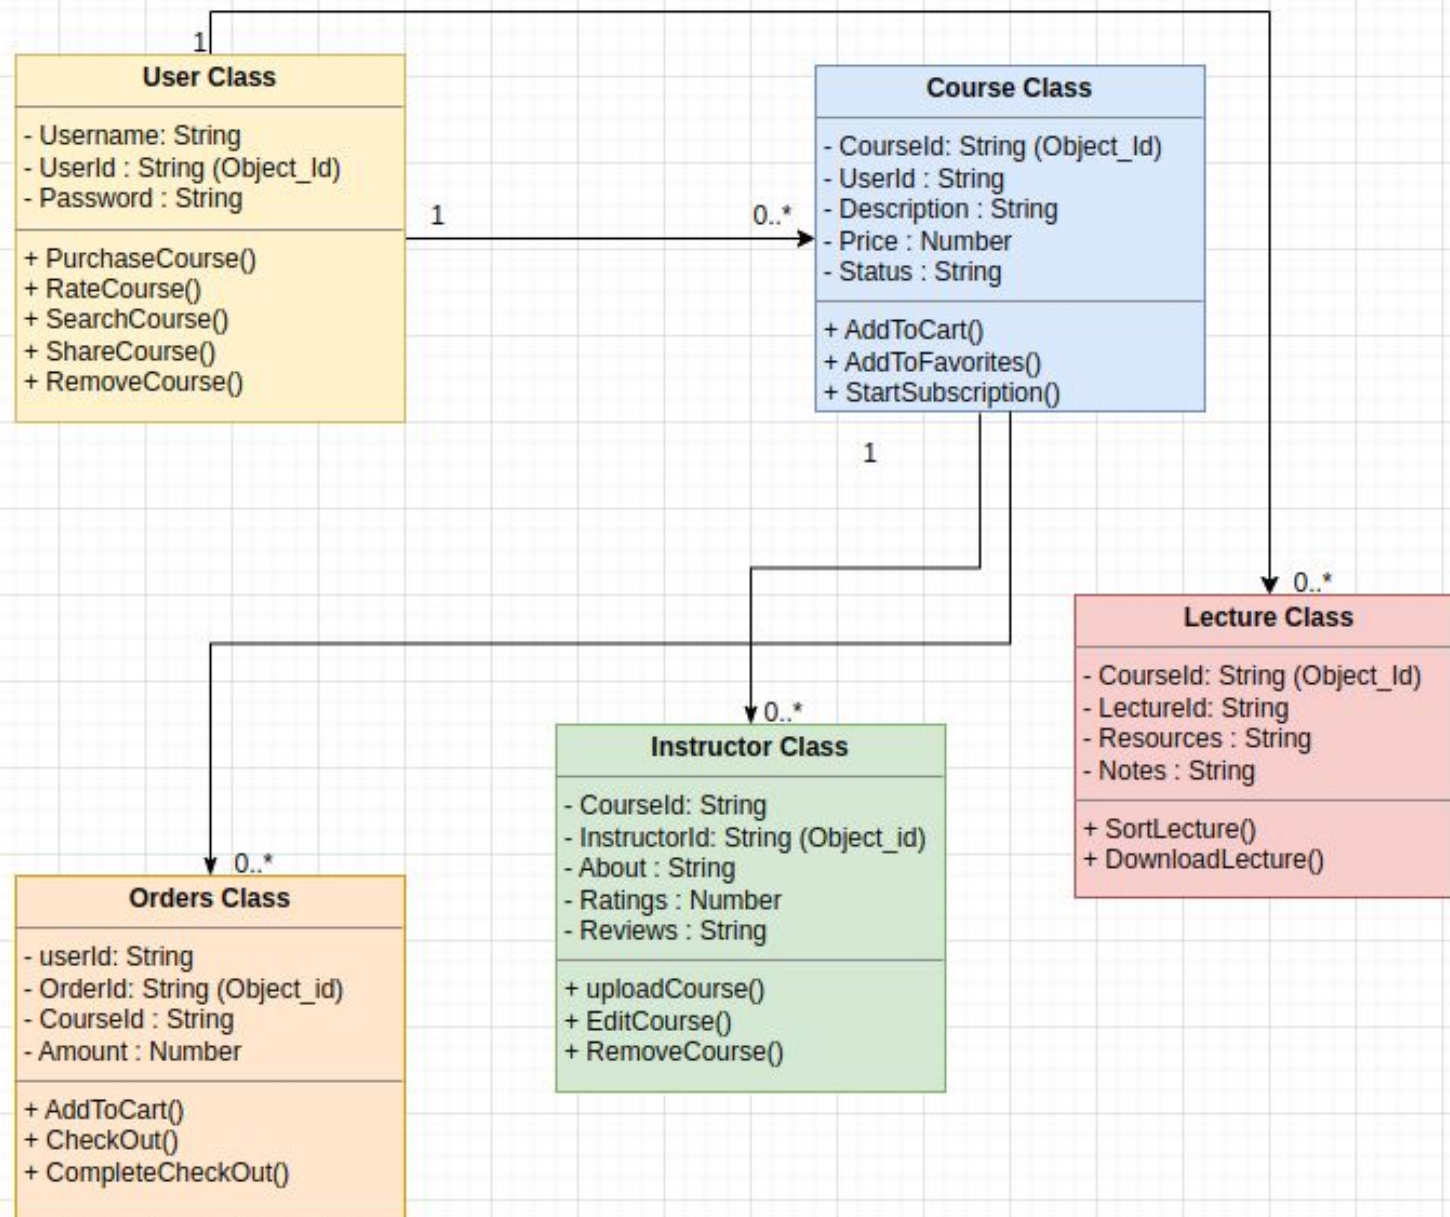 1
User Class
- Username: String
- UserId : String (Object_Id)
- Password : String
+ PurchaseCourse()
+ RateCourse()
+ SearchCourse()
+ ShareCourse()
+ RemoveCourse()
1
0..*
Course Class
- CourseId: String (Object_Id)
- UserId : String
- Description : String
- Price : Number
- Status : String
+ AddToCart()
+ AddToFavorites()
+ StartSubscription()
1
0..*
Lecture Class
- CourseId: String (Object_Id)
- LectureId: String
- Resources : String
- Notes : String
+ SortLecture()
+ DownloadLecture()
0..*
Instructor Class
- CourseId: String
- InstructorId: String (Object_id)
- About : String
- Ratings : Number
- Reviews : String
+ uploadCourse()
+ EditCourse()
+ RemoveCourse()
0..*
Orders Class
- userId: String
- OrderId: String (Object_id)
- CourseId : String
- Amount : Number
+ AddToCart()
+ CheckOut()
+ CompleteCheckOut()